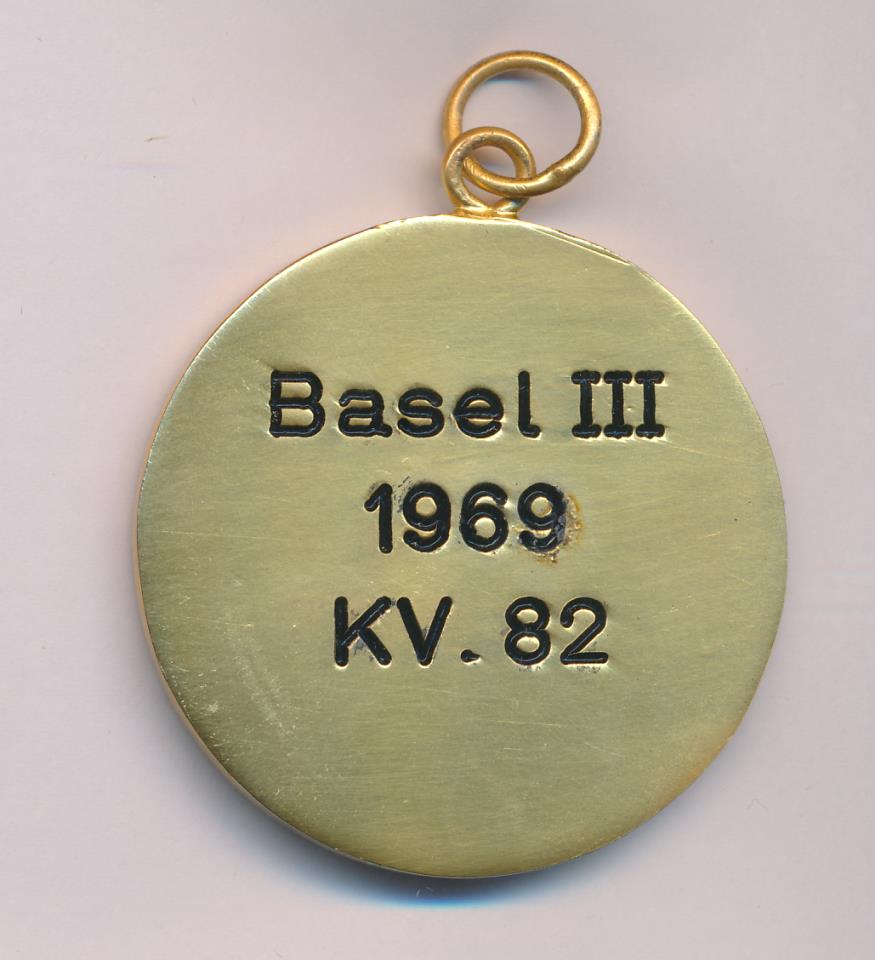 Basel III
1969
KV. 82